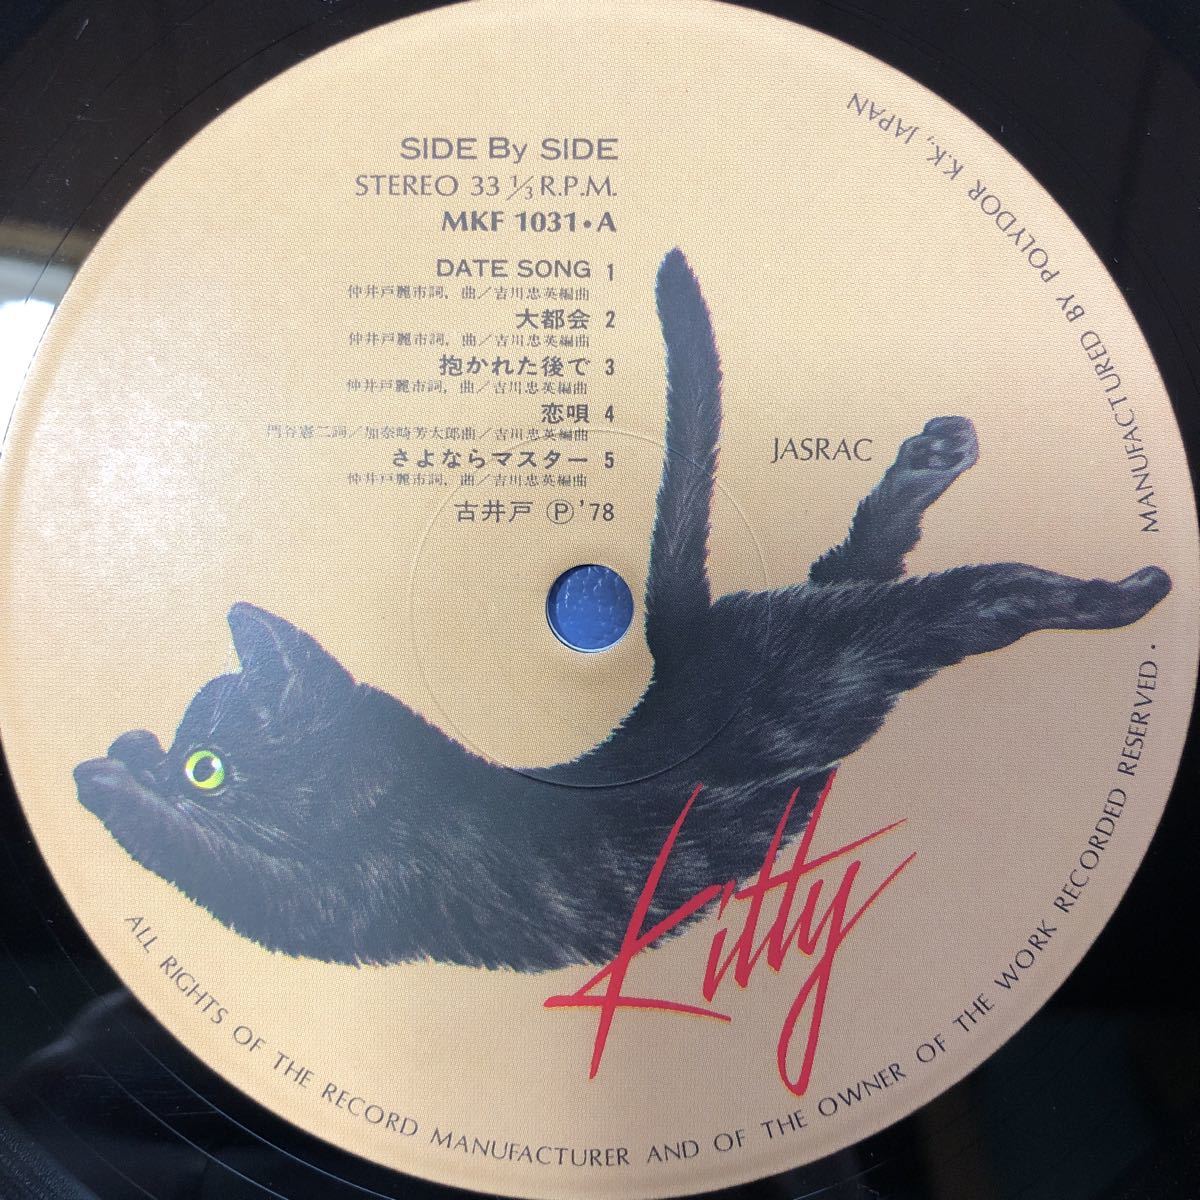 SIDE By SIDE
STEREO 33 1/3 R.P.M.
MKF 1031・A
DATE SONG 1
仲井戸麗市詞, 曲/吉川忠英編曲
大都会 2
仲井戸麗市詞, 曲/吉川忠英編曲
抱かれた後で 3
仲井戸麗市詞, 曲/吉川忠英編曲
恋唄 4
門谷憲二詞/加奈崎芳太郎曲/吉川忠英編曲
さよならマスター 5
仲井戸麗市詞, 曲/吉川忠英編曲
古井戸 Ⓟ'78
JASRAC
Kitty
ALL RIGHTS OF THE RECORD MANUFACTURER AND OF THE OWNER OF THE WORK RECORDED RESERVED・MANUFACTURED BY POLYDOR K.K., JAPAN